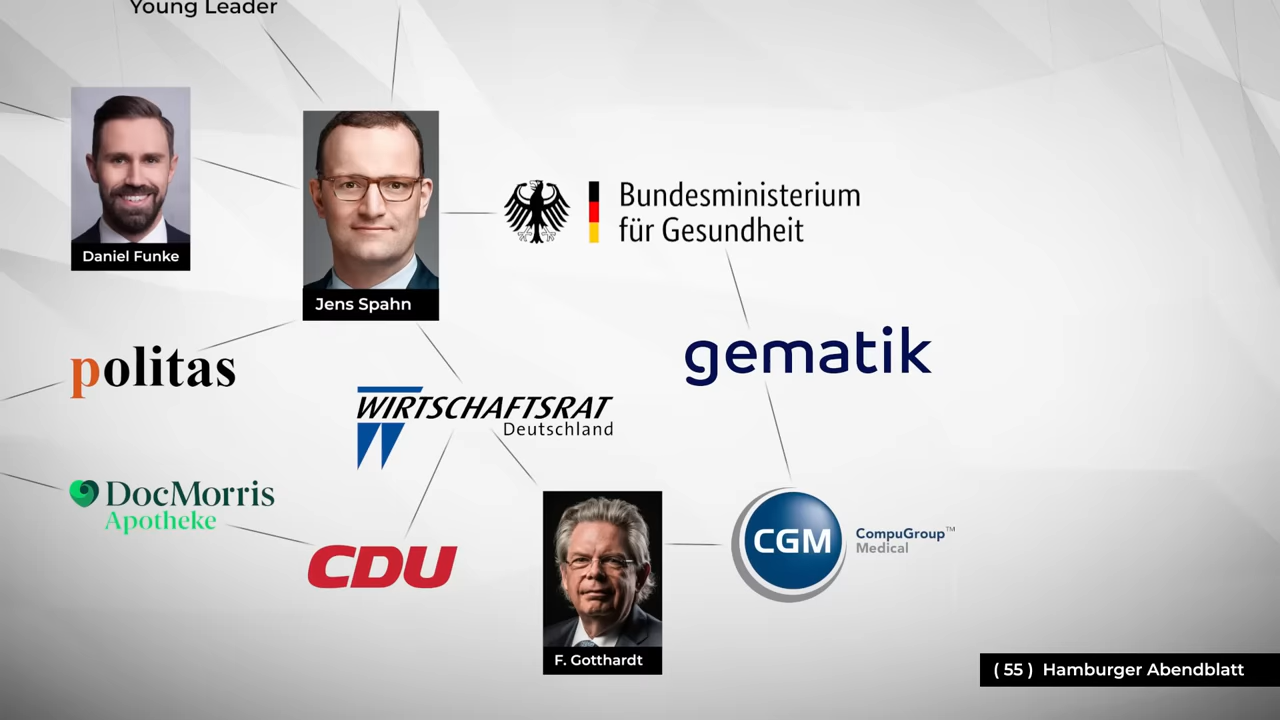 Young Leader
Daniel Funke
Jens Spahn
Bundesministerium
für Gesundheit
politas
gematik
WIRTSCHAFTSRAT
Deutschland
DocMorris
Apotheke
CDU
F. Gotthardt
CGM
CompuGroup™
Medical
( 55 ) Hamburger Abendblatt